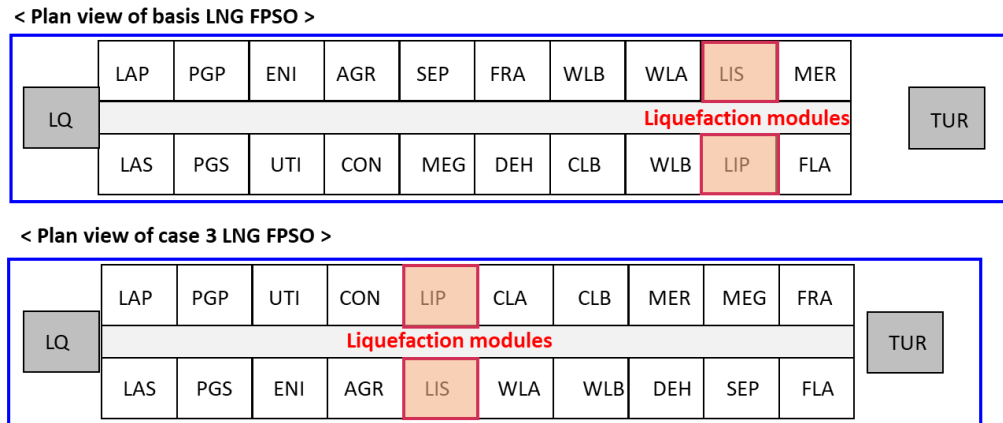 < Plan view of basis LNG FPSO >
LAP PGP ENI AGR SEP FRA WLB WLA LIS MER
LQ Liquefaction modules TUR
LAS PGS UTI CON MEG DEH CLB WLB LIP FLA
< Plan view of case 3 LNG FPSO >
LAP PGP UTI CON LIP CLA CLB MER MEG FRA
LQ Liquefaction modules TUR
LAS PGS ENI AGR LIS WLA WLB DEH SEP FLA